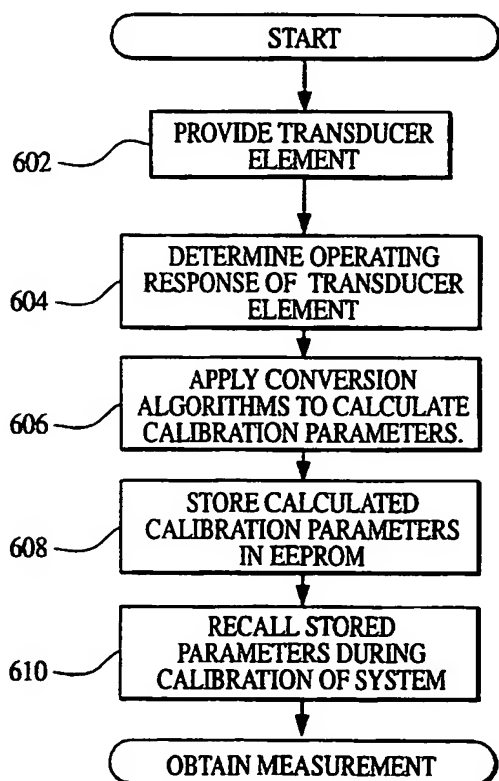 START
602
PROVIDE TRANSDUCER
ELEMENT
604
DETERMINE OPERATING
RESPONSE OF TRANSDUCER
ELEMENT
606
APPLY CONVERSION
ALGORITHMS TO CALCULATE
CALIBRATION PARAMETERS.
608
STORE CALCULATED
CALIBRATION PARAMETERS
IN EEPROM
610
RECALL STORED
PARAMETERS DURING
CALIBRATION OF SYSTEM
OBTAIN MEASUREMENT